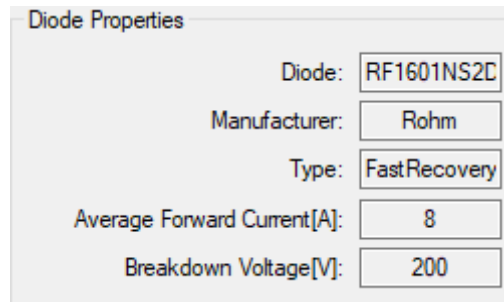 Diode Properties
Diode: RF1601NS2D
Manufacturer: Rohm
Type: FastRecovery
Average Forward Current[A]: 8
Breakdown Voltage[V]: 200